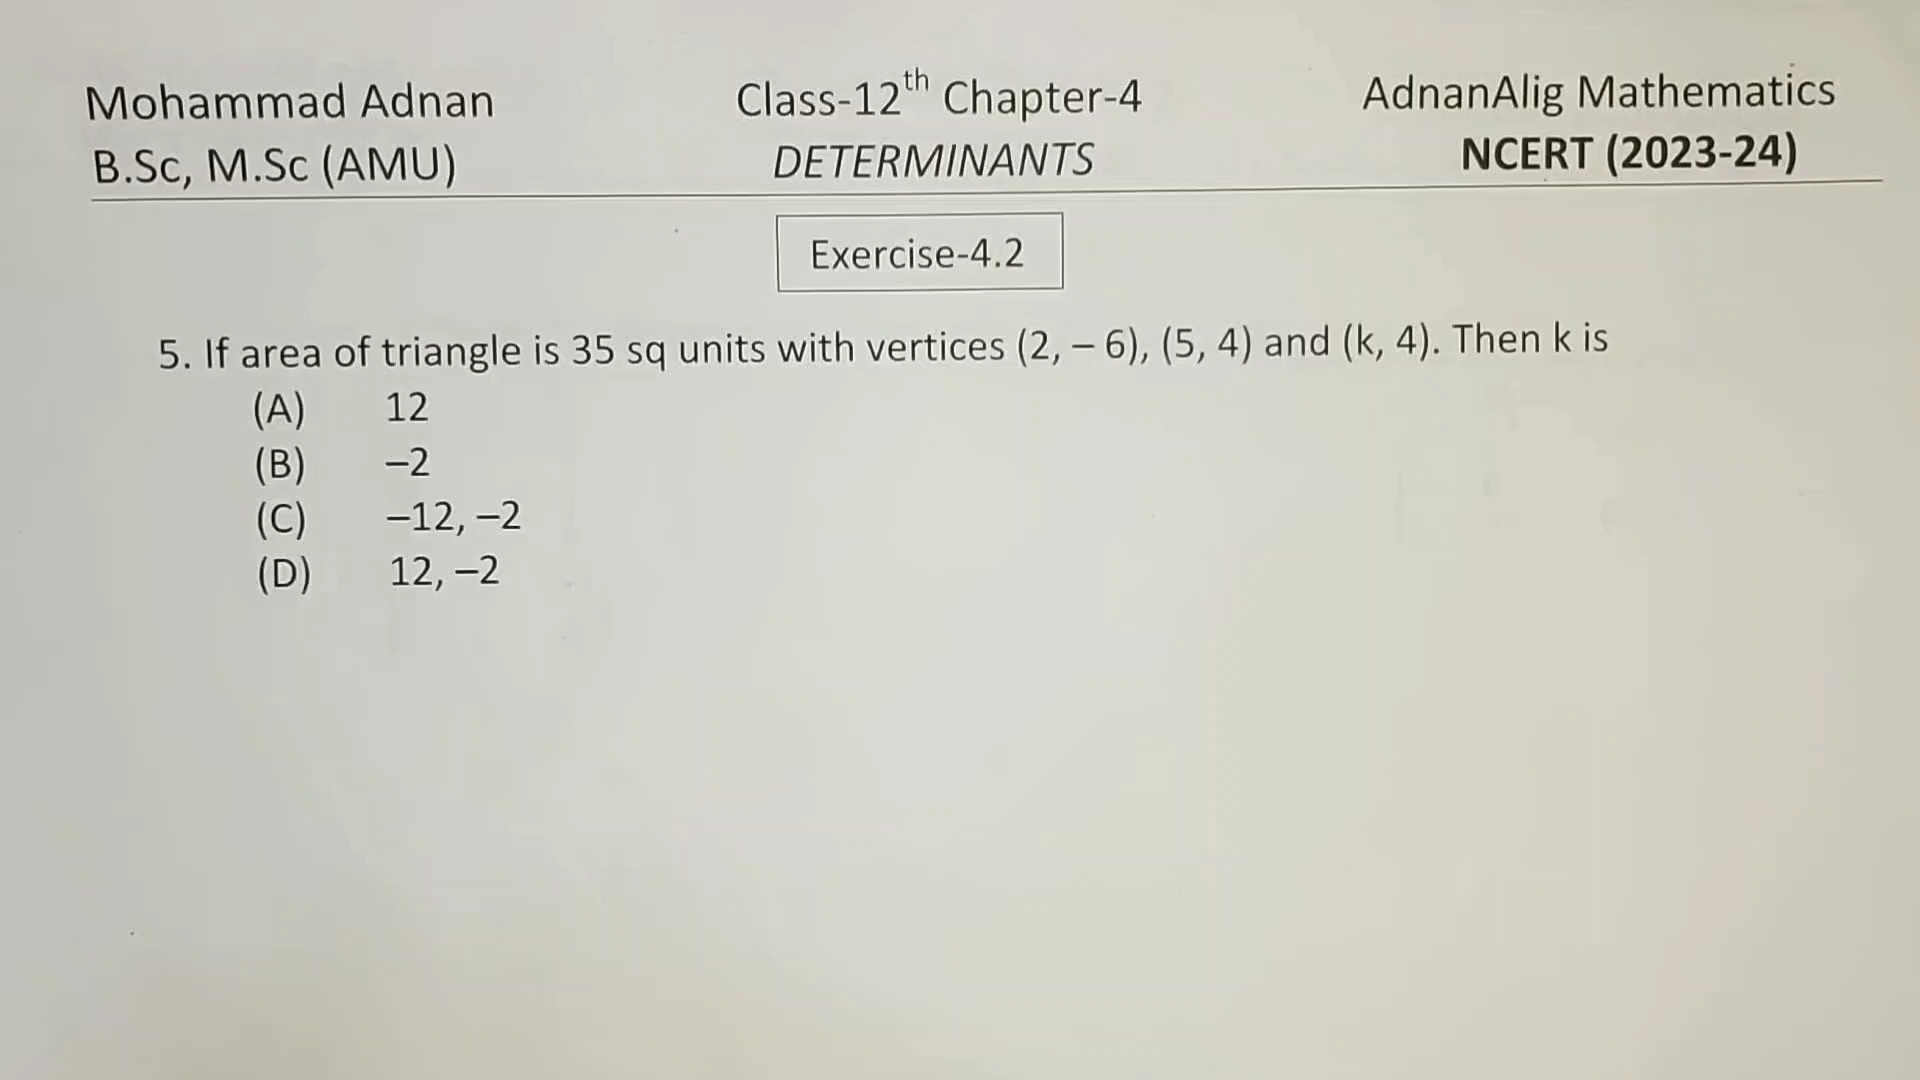 Mohammad Adnan
B.Sc, M.Sc (AMU)
Class-12th Chapter-4
DETERMINANTS
AdnanAlig Mathematics
NCERT (2023-24)
Exercise-4.2
5. If area of triangle is 35 sq units with vertices (2, – 6), (5, 4) and (k, 4). Then k is
(A) 12
(B) –2
(C) –12, –2
(D) 12, –2